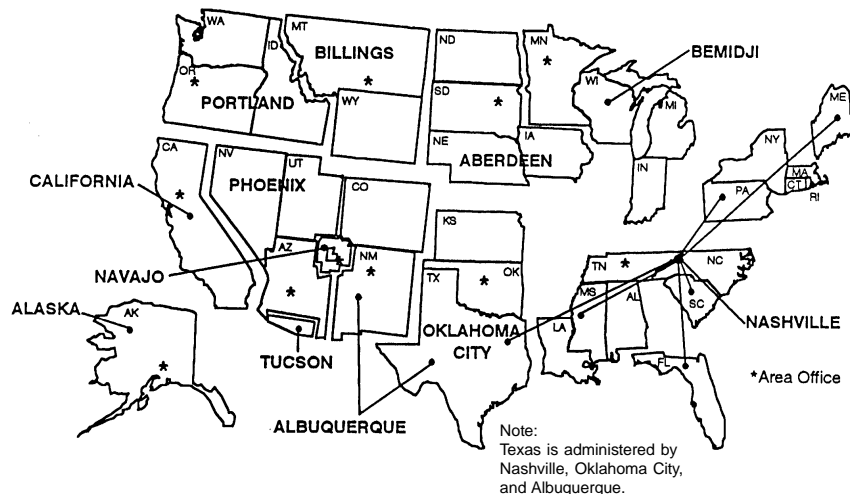 WA
MT
ND
MN
BEMIDJI
ID
BILLINGS
*
WI
ME
OR
*
*
SD
*
MI
PORTLAND
WY
NY
CA
NV
UT
NE
IA
ABERDEEN
MA
CT
RI
CALIFORNIA
*
PHOENIX
CO
IN
PA
KS
NAVAJO
AZ
*
NM
*
OK
*
TN
*
NC
*
TX
MS
AL
SC
ALASKA
AK
LA
NASHVILLE
*
TUCSON
OKLAHOMA
CITY
FL
*Area Office
ALBUQUERQUE
Note:
Texas is administered by
Nashville, Oklahoma City,
and Albuquerque.